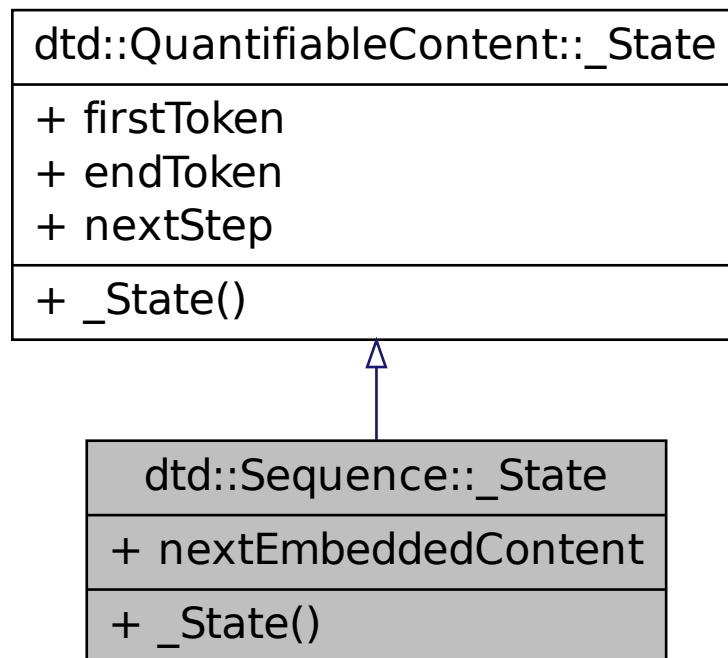 dtd::QuantifiableContent::_State
+ firstToken
+ endToken
+ nextStep
+ _State()
dtd::Sequence::_State
+ nextEmbeddedContent
+ _State()